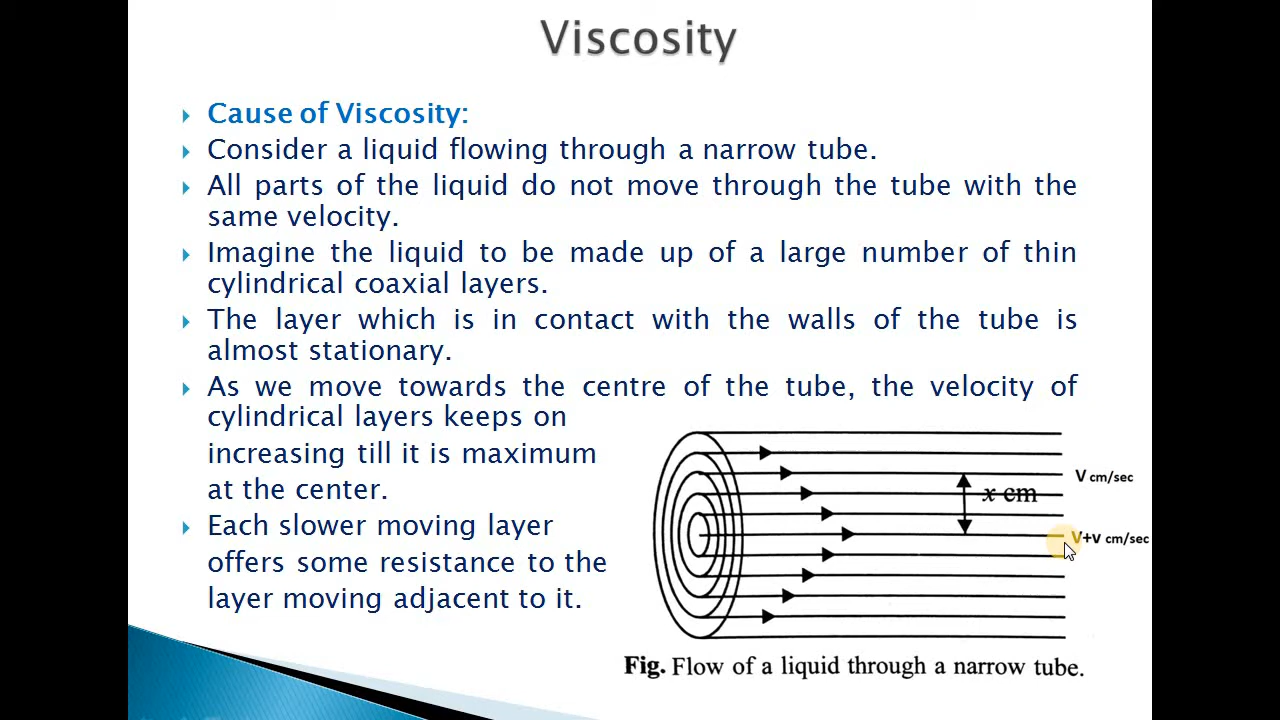 Viscosity
Cause of Viscosity:
Consider a liquid flowing through a narrow tube.
All parts of the liquid do not move through the tube with the
same velocity.
Imagine the liquid to be made up of a large number of thin
cylindrical coaxial layers.
The layer which is in contact with the walls of the tube is
almost stationary.
As we move towards the centre of the tube, the velocity of
cylindrical layers keeps on
increasing till it is maximum
at the center.
Each slower moving layer
offers some resistance to the
layer moving adjacent to it.
V cm/sec
x cm
V+v cm/sec
Fig. Flow of a liquid through a narrow tube.